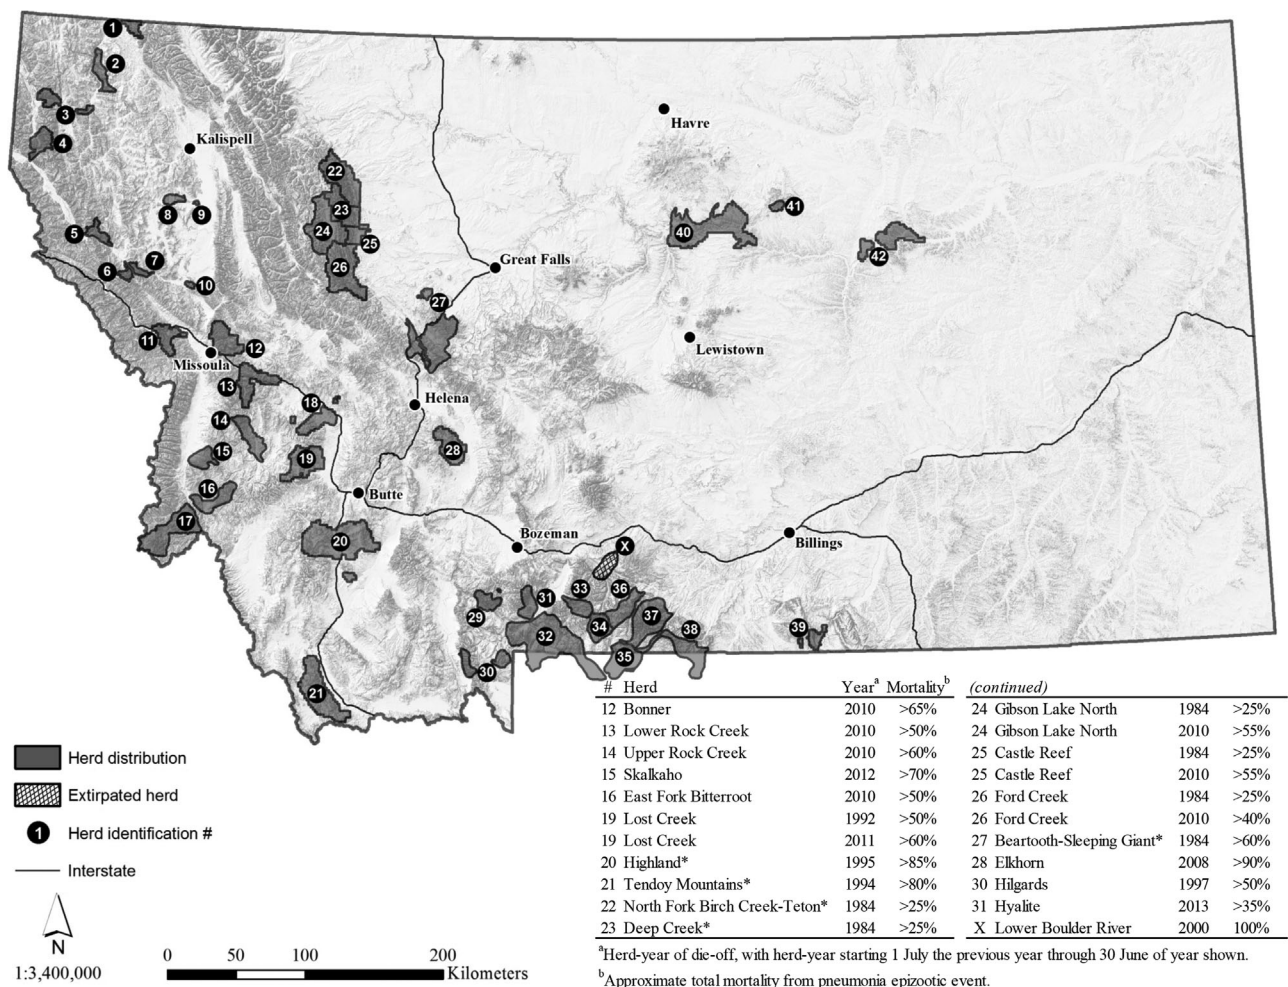 1
2
3
4
Kalispell
Havre
22
8
9
23
41
5
24
25
40
42
7
6
26
Great Falls
10
27
11
12
Missoula
Lewistown
13
18
Helena
14
15
19
28
16
Butte
17
20
Bozeman
X
Billings
31
33
36
29
37
32
34
38
39
35
30
21
# Herd Yearᵃ Mortalityᵇ
12 Bonner 2010 >65%
13 Lower Rock Creek 2010 >50%
14 Upper Rock Creek 2010 >60%
15 Skalkaho 2012 >70%
16 East Fork Bitterroot 2010 >50%
19 Lost Creek 1992 >50%
19 Lost Creek 2011 >60%
20 Highland* 1995 >85%
21 Tendoy Mountains* 1994 >80%
22 North Fork Birch Creek-Teton* 1984 >25%
23 Deep Creek* 1984 >25%
(continued)
24 Gibson Lake North 1984 >25%
24 Gibson Lake North 2010 >55%
25 Castle Reef 1984 >25%
25 Castle Reef 2010 >55%
26 Ford Creek 1984 >25%
26 Ford Creek 2010 >40%
27 Beartooth-Sleeping Giant* 1984 >60%
28 Elkhorn 2008 >90%
30 Hilgards 1997 >50%
31 Hyalite 2013 >35%
X Lower Boulder River 2000 100%
ᵃHerd-year of die-off, with herd-year starting 1 July the previous year through 30 June of year shown.
ᵇApproximate total mortality from pneumonia epizootic event.
Herd distribution
Extirpated herd
1 Herd identification #
Interstate
N
1:3,400,000
0 50 100 200
Kilometers